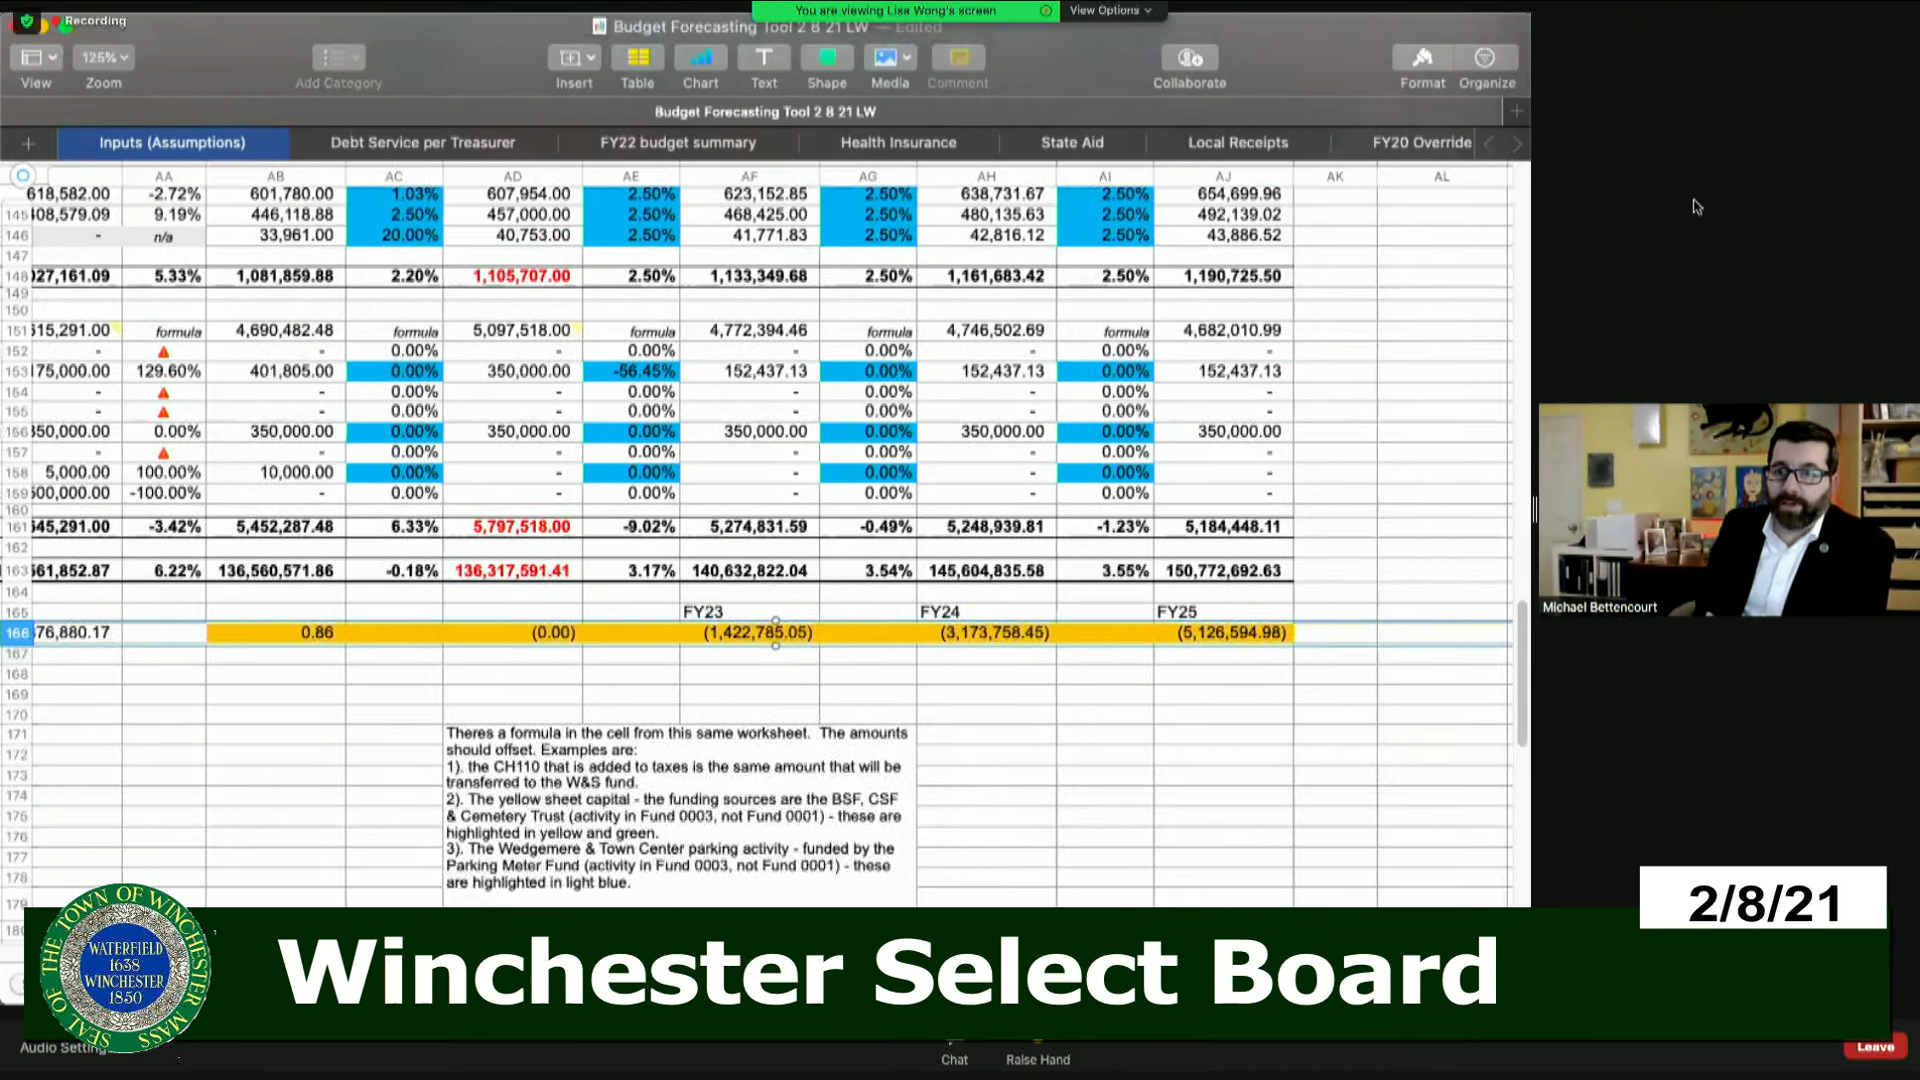 Recording
You are viewing Lisa Wong's screen
View Options
Budget Forecasting Tool 2 8 21 LW — Edited
125%
View
Zoom
Add Category
Insert
Table
Chart
Text
Shape
Media
Comment
Collaborate
Format
Organize
Budget Forecasting Tool 2 8 21 LW
Inputs (Assumptions)
Debt Service per Treasurer
FY22 budget summary
Health Insurance
State Aid
Local Receipts
FY20 Override
AA AB AC AD AE AF AG AH AI AJ AK AL
618,582.00 -2.72% 601,780.00 1.03% 607,954.00 2.50% 623,152.85 2.50% 638,731.67 2.50% 654,699.96
145 408,579.09 9.19% 446,118.88 2.50% 457,000.00 2.50% 468,425.00 2.50% 480,135.63 2.50% 492,139.02
146 - n/a 33,961.00 20.00% 40,753.00 2.50% 41,771.83 2.50% 42,816.12 2.50% 43,886.52
147
148 027,161.09 5.33% 1,081,859.88 2.20% 1,105,707.00 2.50% 1,133,349.68 2.50% 1,161,683.42 2.50% 1,190,725.50
149
150
151 515,291.00 formula 4,690,482.48 formula 5,097,518.00 formula 4,772,394.46 formula 4,746,502.69 formula 4,682,010.99
152 - - 0.00% - 0.00% - 0.00% - 0.00% -
153 175,000.00 129.60% 401,805.00 0.00% 350,000.00 -56.45% 152,437.13 0.00% 152,437.13 0.00% 152,437.13
154 - - 0.00% - 0.00% - 0.00% - 0.00% -
155 - - 0.00% - 0.00% - 0.00% - 0.00% -
156 350,000.00 0.00% 350,000.00 0.00% 350,000.00 0.00% 350,000.00 0.00% 350,000.00 0.00% 350,000.00
157 - - 0.00% - 0.00% - 0.00% - 0.00% -
158 5,000.00 100.00% 10,000.00 0.00% - 0.00% - 0.00% - 0.00% -
159 500,000.00 -100.00% - 0.00% - 0.00% - 0.00% - 0.00% -
160
161 645,291.00 -3.42% 5,452,287.48 6.33% 5,797,518.00 -9.02% 5,274,831.59 -0.49% 5,248,939.81 -1.23% 5,184,448.11
162
163 561,852.87 6.22% 136,560,571.86 -0.18% 136,317,591.41 3.17% 140,632,822.04 3.54% 145,604,835.58 3.55% 150,772,692.63
164
165 FY23 FY24 FY25
166 76,880.17 0.86 (0.00) (1,422,785.05) (3,173,758.45) (5,126,594.98)
167
168
169
170
171 Theres a formula in the cell from this same worksheet. The amounts
172 should offset. Examples are:
173 1). the CH110 that is added to taxes is the same amount that will be
transferred to the W&S fund.
174 2). The yellow sheet capital - the funding sources are the BSF, CSF
175 & Cemetery Trust (activity in Fund 0003, not Fund 0001) - these are
176 highlighted in yellow and green.
177 3). The Wedgemere & Town Center parking activity - funded by the
178 Parking Meter Fund (activity in Fund 0003, not Fund 0001) - these
are highlighted in light blue.
179
180
Michael Bettencourt
2/8/21
THE TOWN OF WINCHESTER MASS
SEAL OF
WATERFIELD
1638
WINCHESTER
1850
Winchester Select Board
Audio Setting
Chat
Raise Hand
Leave